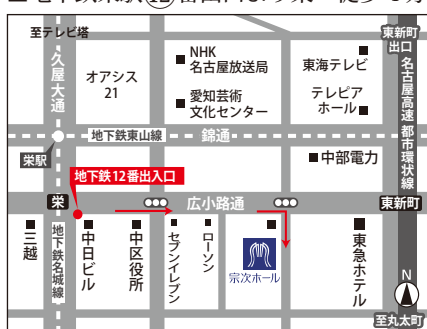 至テレビ塔
東新町
出口
NHK
名古屋放送局
東海テレビ
オアシス
21
愛知芸術
文化センター
テレピア
ホール
久屋大通
名古屋高速 都市環状線
地下鉄東山線
錦通
栄駅
中部電力
地下鉄12番出入口
栄
広小路通
東新町
三越
地下鉄名城線
中日ビル
中区役所
セブンイレブン
ローソン
宗次ホール
東急ホテル
N
至丸太町